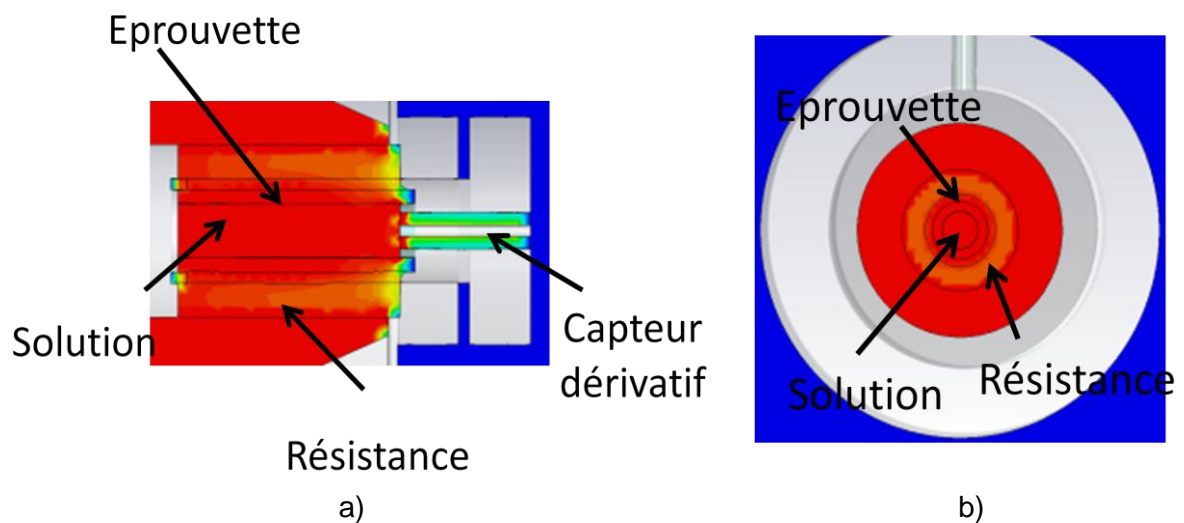 Eprouvette
Solution
Capteur
dérivatif
Résistance
a)
Eprouvette
Solution
Résistance
b)